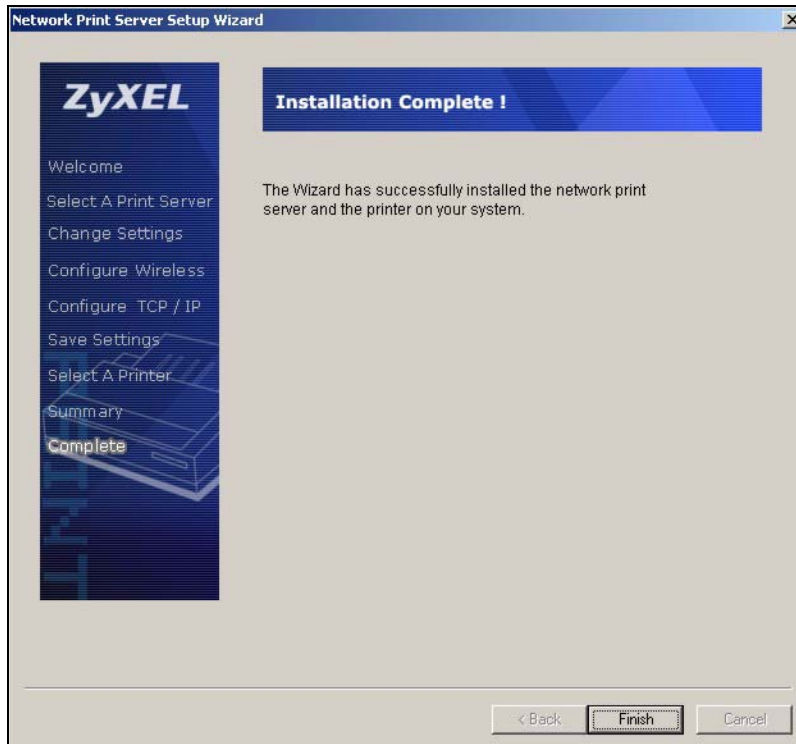 Network Print Server Setup Wizard
ZyXEL
Installation Complete !
Welcome
Select A Print Server
Change Settings
Configure Wireless
Configure TCP / IP
Save Settings
Select A Printer
Summary
Complete
The Wizard has successfully installed the network print
server and the printer on your system.
PRINT
< Back
Finish
Cancel